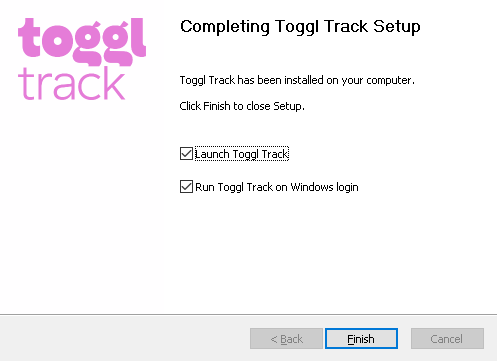 toggl
track
Completing Toggl Track Setup
Toggl Track has been installed on your computer.
Click Finish to close Setup.
Launch Toggl Track
Run Toggl Track on Windows login
< Back
Finish
Cancel